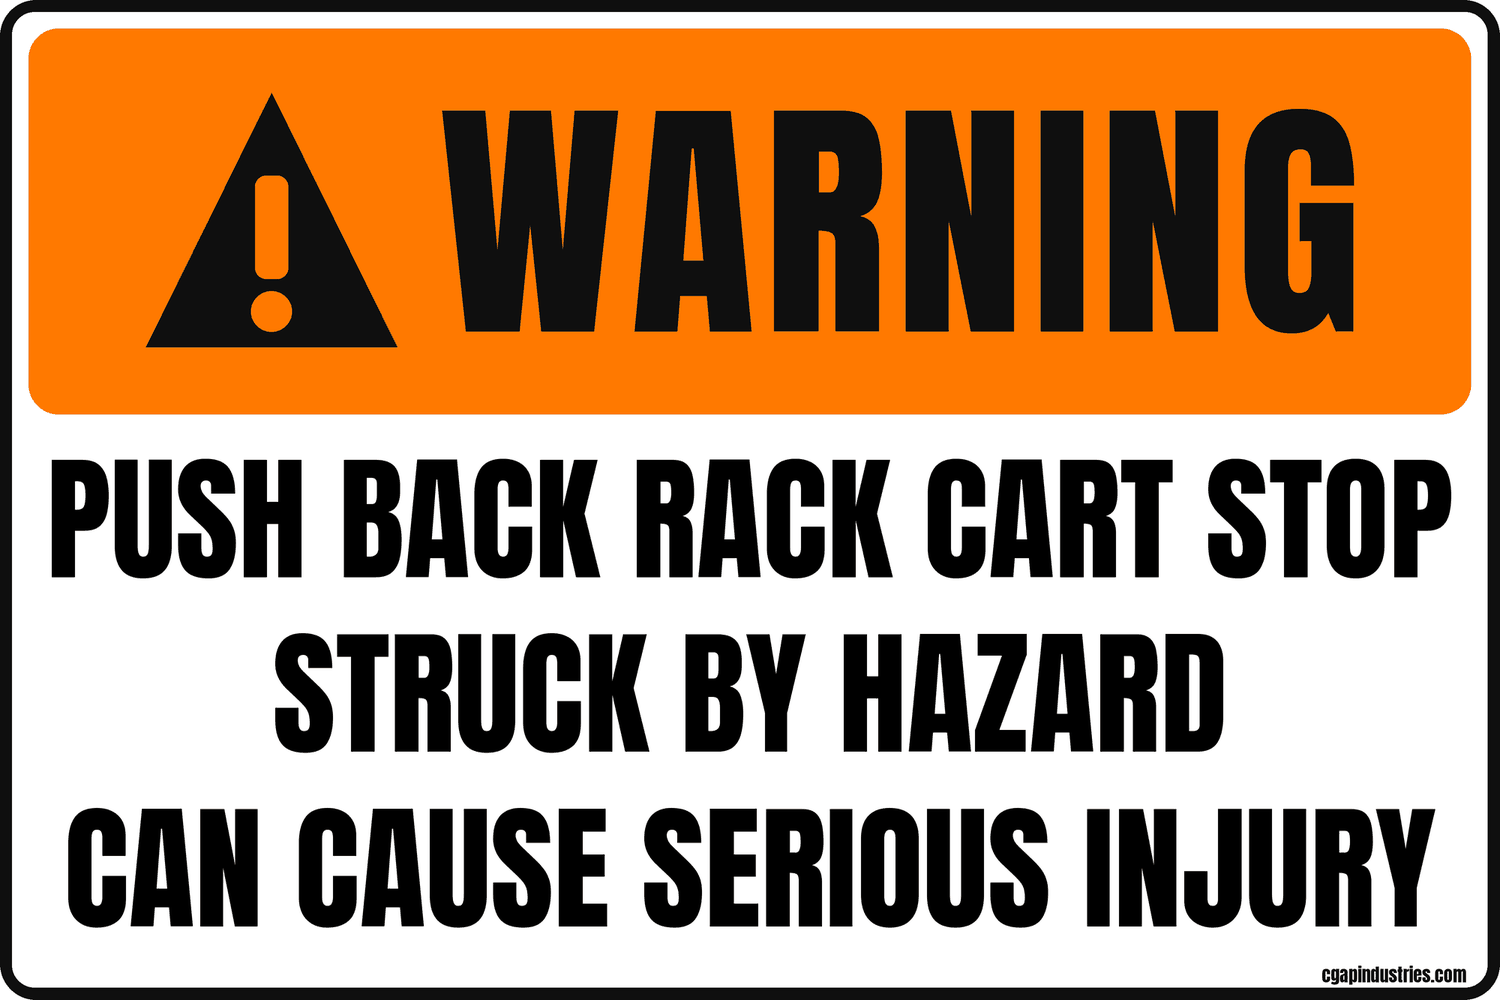 WARNING
PUSH BACK RACK CART STOP
STRUCK BY HAZARD
CAN CAUSE SERIOUS INJURY
cgapindustries.com